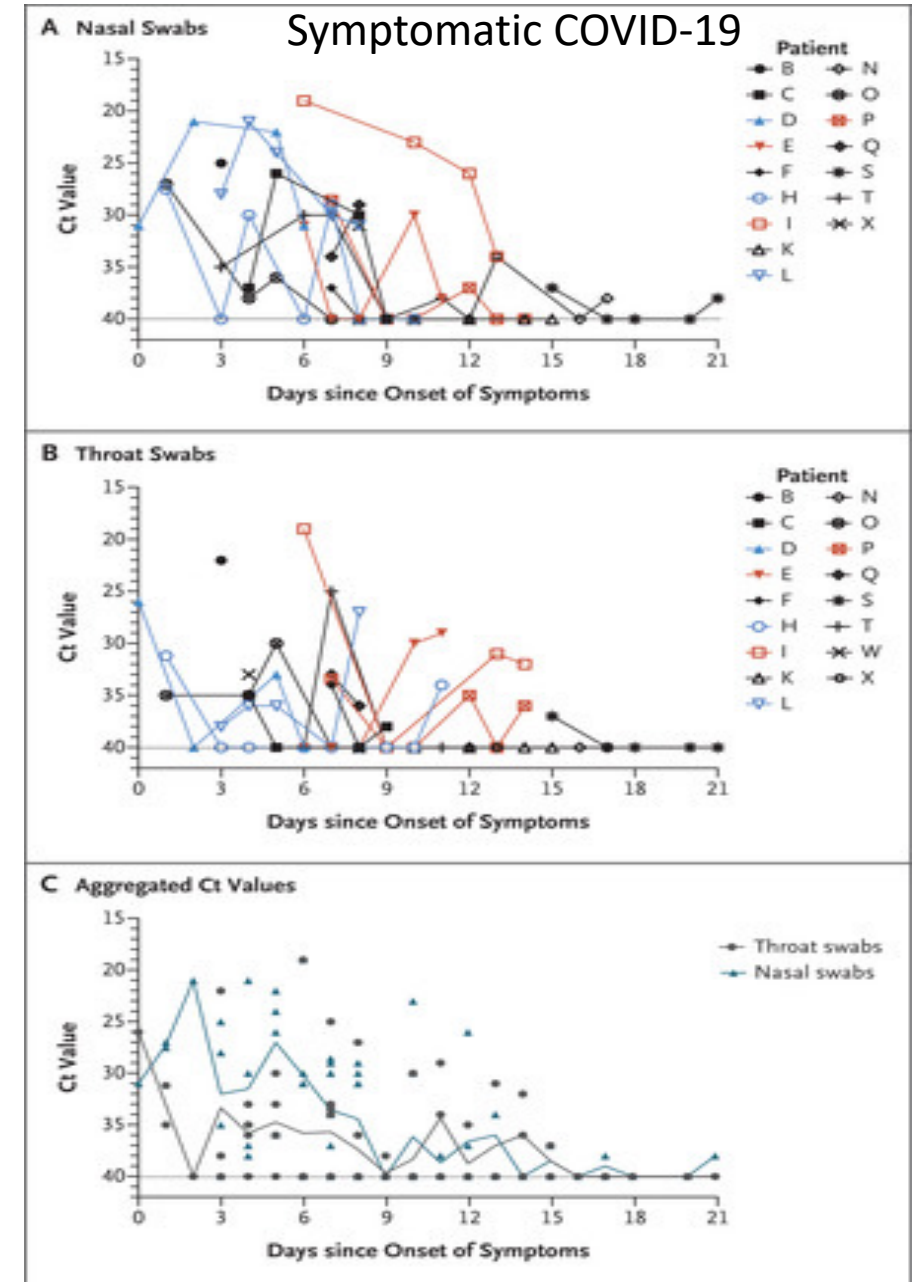 Symptomatic COVID-19
A Nasal Swabs
Patient
B N
C O
D P
E Q
F S
H T
I X
K
L
Ct Value
15
20
25
30
35
40
0 3 6 9 12 15 18 21
Days since Onset of Symptoms
B Throat Swabs
Patient
B N
C O
D P
E Q
F S
H T
I W
K X
L
Ct Value
15
20
25
30
35
40
0 3 6 9 12 15 18 21
Days since Onset of Symptoms
C Aggregated Ct Values
Throat swabs
Nasal swabs
Ct Value
15
20
25
30
35
40
0 3 6 9 12 15 18 21
Days since Onset of Symptoms